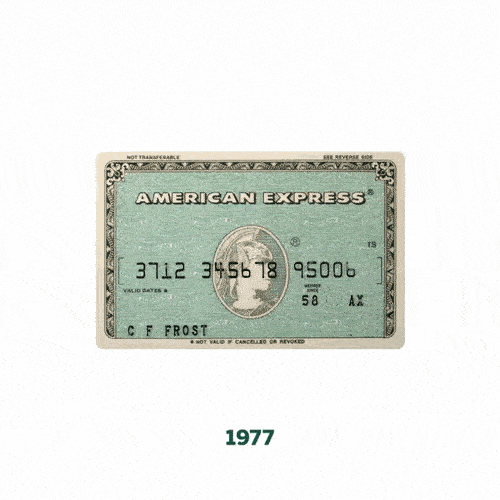 NOT TRANSFERABLE SEE REVERSE SIDE
AMERICAN EXPRESS®
®
TS
3712 345678 95006
VALID DATES MEMBER SINCE
58 AX
C F FROST
NOT VALID IF CANCELLED OR REVOKED
1977